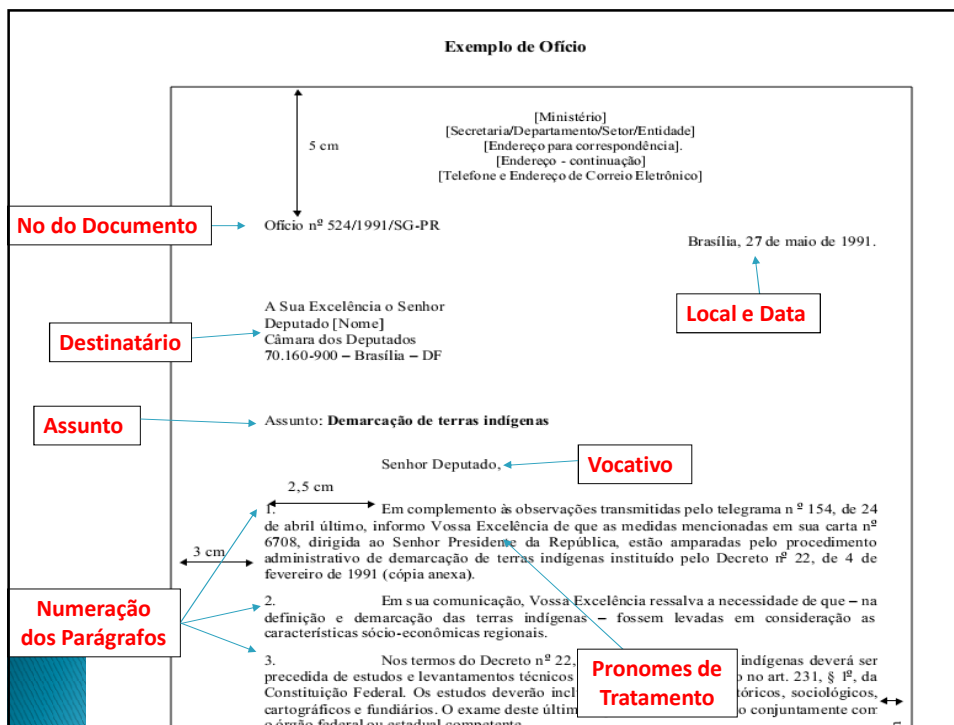 Exemplo de Ofício
[Ministério]
[Secretaria/Departamento/Setor/Entidade]
[Endereço para correspondência].
[Endereço - continuação]
[Telefone e Endereço de Correio Eletrônico]
5 cm
No do Documento
Ofício nº 524/1991/SG-PR
Brasília, 27 de maio de 1991.
Local e Data
A Sua Excelência o Senhor
Deputado [Nome]
Câmara dos Deputados
70.160-900 – Brasília – DF
Destinatário
Assunto
Assunto: Demarcação de terras indígenas
Senhor Deputado,
Vocativo
2,5 cm
1. Em complemento às observações transmitidas pelo telegrama n º 154, de 24
de abril último, informo Vossa Excelência de que as medidas mencionadas em sua carta nº
6708, dirigida ao Senhor Presidente da República, estão amparadas pelo procedimento
administrativo de demarcação de terras indígenas instituído pelo Decreto nº 22, de 4 de
fevereiro de 1991 (cópia anexa).
3 cm
Numeração
dos Parágrafos
2. Em sua comunicação, Vossa Excelência ressalva a necessidade de que – na
definição e demarcação das terras indígenas – fossem levadas em consideração as
características sócio-econômicas regionais.
3. Nos termos do Decreto nº 22, indígenas deverá ser
precedida de estudos e levantamentos técnicos no art. 231, § 1º, da
Constituição Federal. Os estudos deverão sociológicos,
cartográficos e fundiários. O exame deste conjuntamente com
o órgão federal ou estadual competente.
Pronomes de
Tratamento